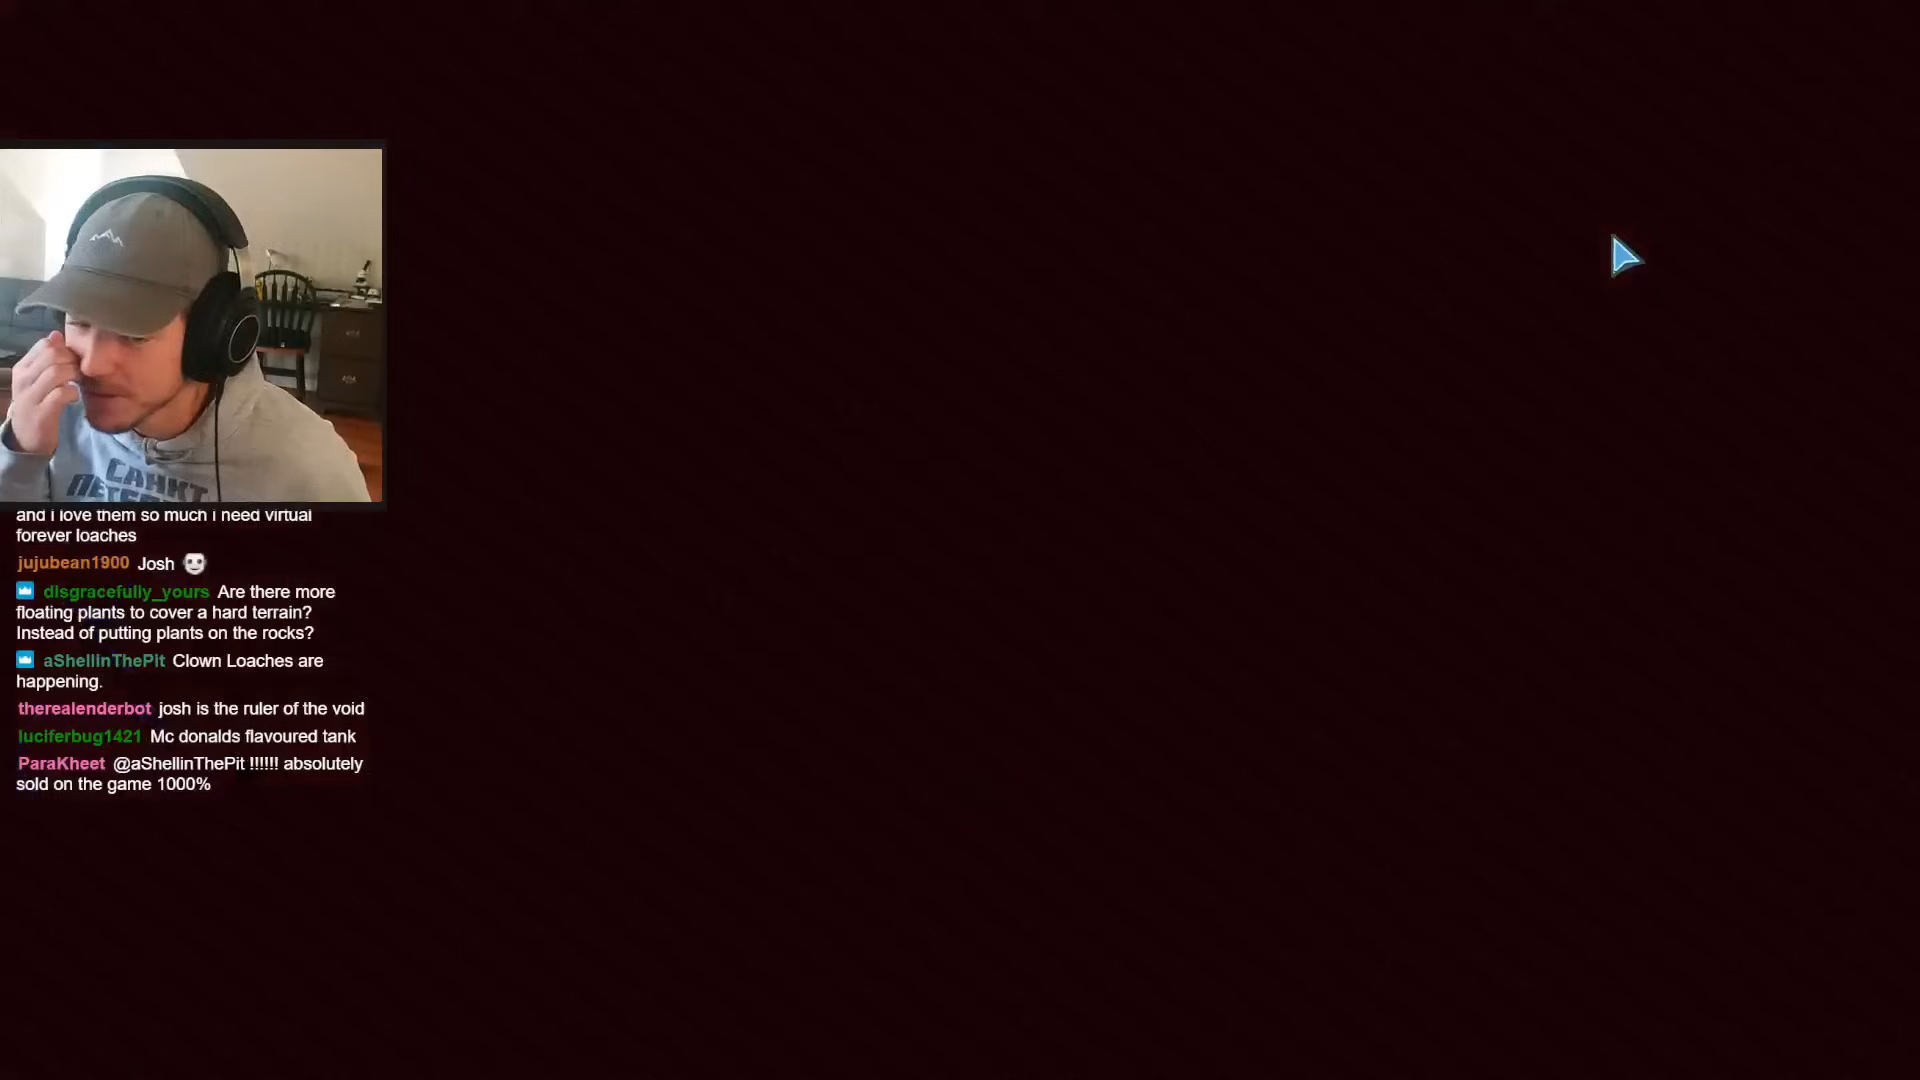 САНКТ
and i love them so much i need virtual
forever loaches
jujubean1900 Josh
disgracefully_yours Are there more
floating plants to cover a hard terrain?
Instead of putting plants on the rocks?
aShellinThePit Clown Loaches are
happening.
therealenderbot josh is the ruler of the void
luciferbug1421 Mc donalds flavoured tank
ParaKheet @aShellinThePit !!!!!! absolutely
sold on the game 1000%